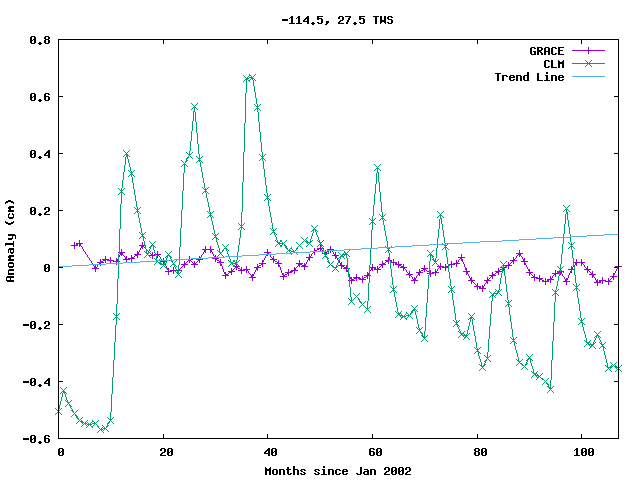 -114.5, 27.5 TWS
GRACE
CLM
Trend Line
0.8
0.6
0.4
0.2
0
-0.2
-0.4
-0.6
Anomaly (cm)
0 20 40 60 80 100
Months since Jan 2002